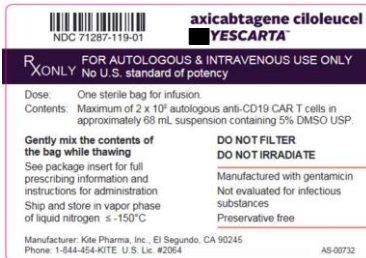 axicabtagene ciloleucel
NDC 71287-119-01
YESCARTA™
RXONLY FOR AUTOLOGOUS & INTRAVENOUS USE ONLY
No U.S. standard of potency
Dose: One sterile bag for infusion.
Contents: Maximum of 2 x 10⁸ autologous anti-CD19 CAR T cells in
approximately 68 mL suspension containing 5% DMSO USP.
Gently mix the contents of
the bag while thawing
See package insert for full
prescribing information and
instructions for administration
Ship and store in vapor phase
of liquid nitrogen ≤ -150°C
DO NOT FILTER
DO NOT IRRADIATE
Manufactured with gentamicin
Not evaluated for infectious
substances
Preservative free
Manufacturer: Kite Pharma, Inc., El Segundo, CA 90245
Phone: 1-844-454-KITE U.S. Lic. #2064
AS-00732